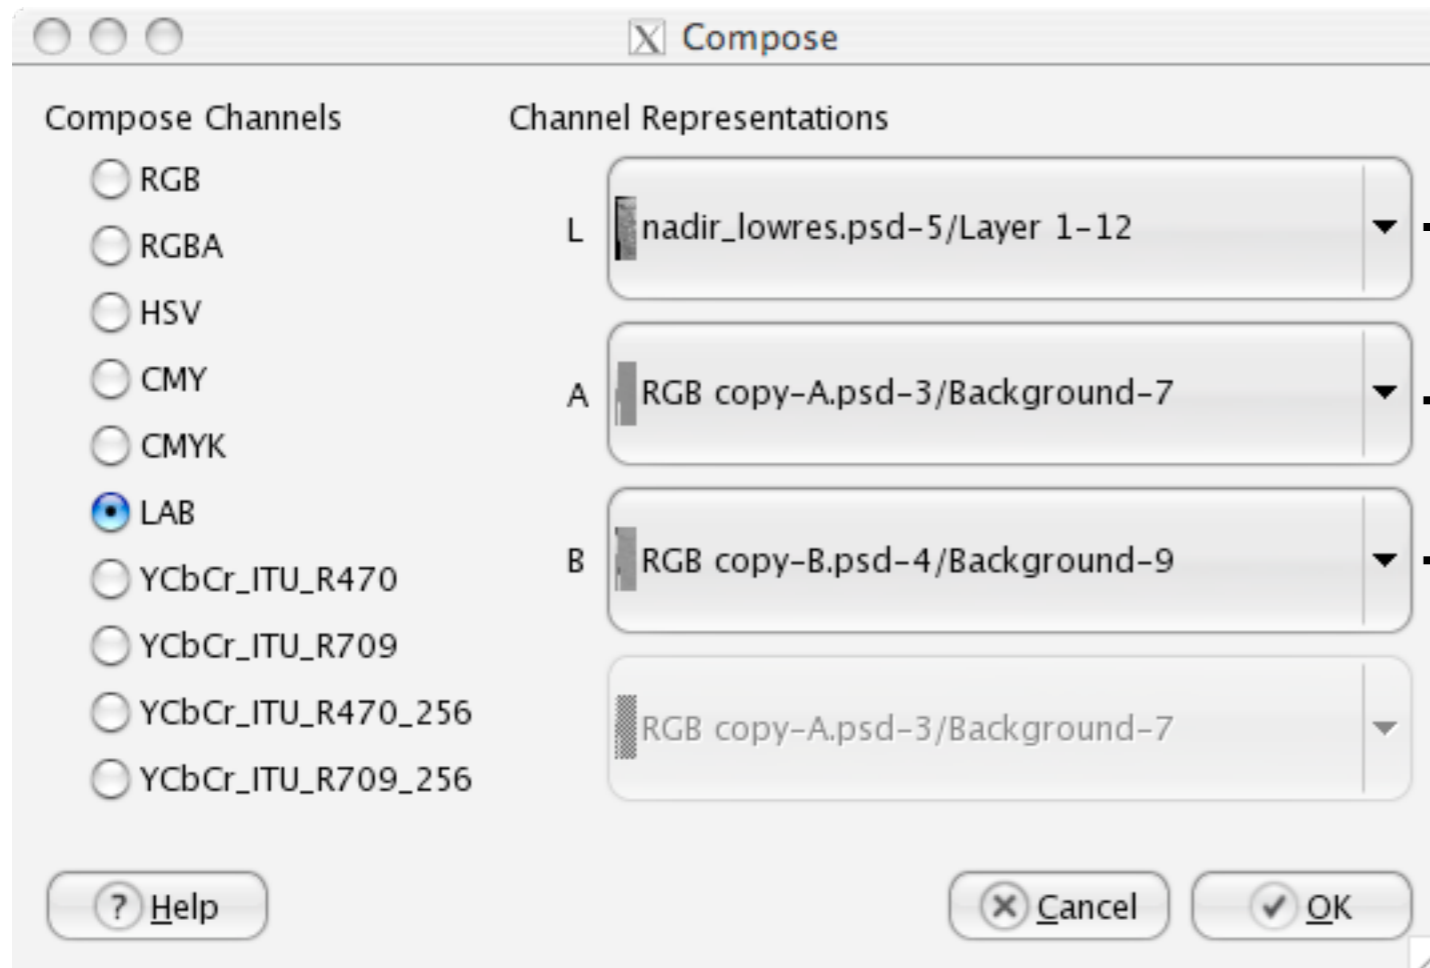 Compose
Compose Channels
Channel Representations
RGB
RGBA
HSV
CMY
CMYK
LAB
YCbCr_ITU_R470
YCbCr_ITU_R709
YCbCr_ITU_R470_256
YCbCr_ITU_R709_256
L nadir_lowres.psd-5/Layer 1-12
A RGB copy-A.psd-3/Background-7
B RGB copy-B.psd-4/Background-9
RGB copy-A.psd-3/Background-7
? Help
Cancel
OK